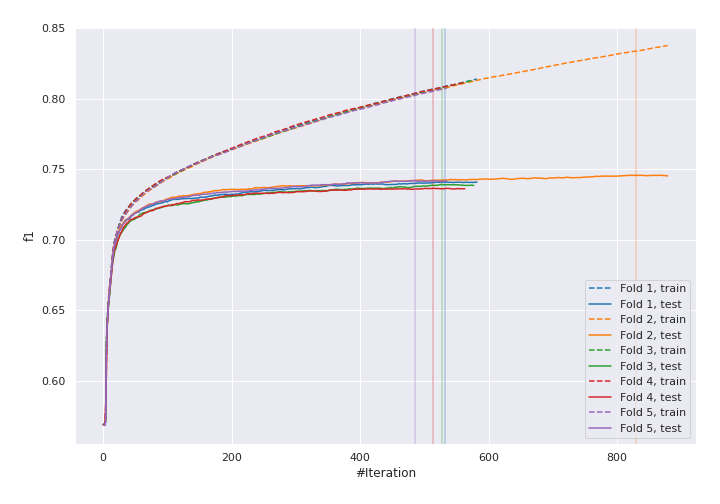 0.85
0.80
0.75
0.70
0.65
0.60
f1
0
200
400
600
800
#Iteration
Fold 1, train
Fold 1, test
Fold 2, train
Fold 2, test
Fold 3, train
Fold 3, test
Fold 4, train
Fold 4, test
Fold 5, train
Fold 5, test